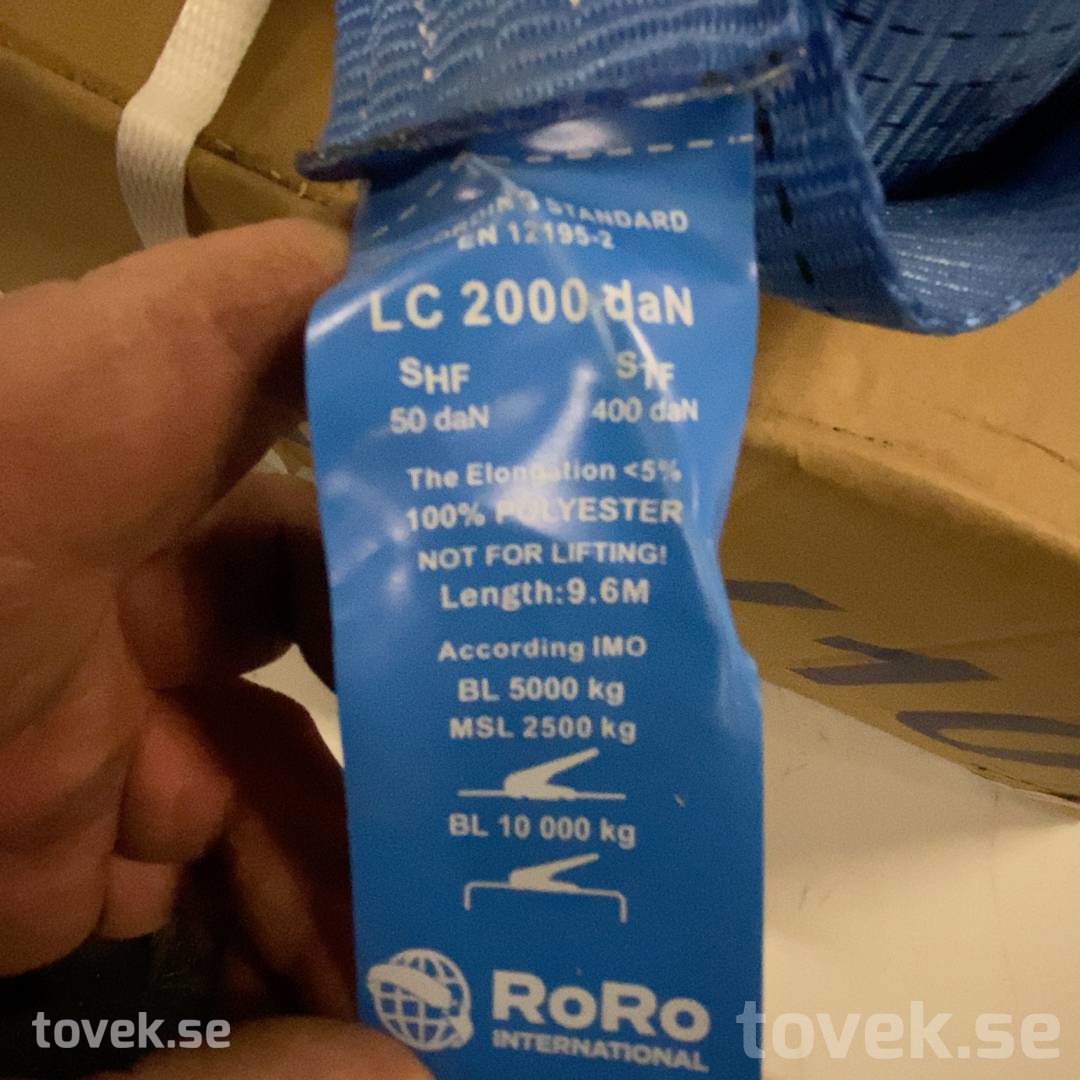 STANDARD
EN 12195-2
LC 2000 daN
SHF STF
50 daN 400 daN
The Elongation <5%
100% POLYESTER
NOT FOR LIFTING!
Length:9.6M
According IMO
BL 5000 kg
MSL 2500 kg
BL 10 000 kg
RoRo
INTERNATIONAL
tovek.se
tovek.se